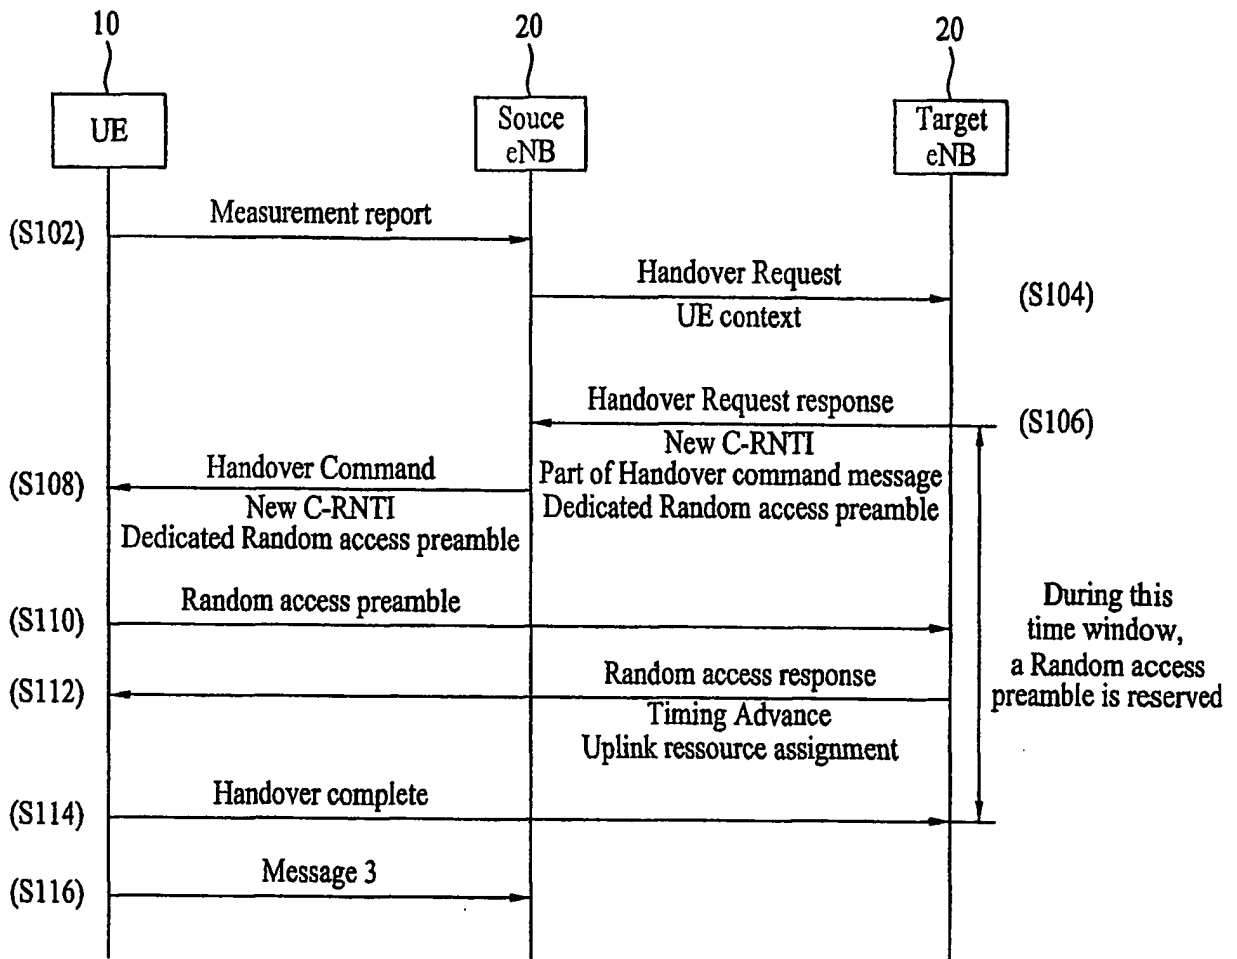 10
20
20
UE
Souce
eNB
Target
eNB
(S102)
Measurement report
Handover Request
UE context
(S104)
Handover Request response
(S106)
New C-RNTI
Part of Handover command message
Dedicated Random access preamble
(S108)
Handover Command
New C-RNTI
Dedicated Random access preamble
(S110)
Random access preamble
During this
time window,
a Random access
preamble is reserved
(S112)
Random access response
Timing Advance
Uplink ressource assignment
(S114)
Handover complete
(S116)
Message 3